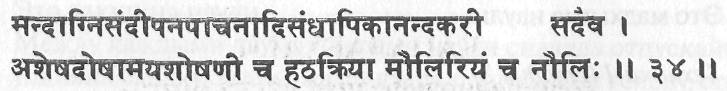 मन्दाग्निसंदीपनपाचनादिसंधापिकानन्दकरी सदैव ।
अशेषदोषामयशोषणी च हठक्रिया मौलिरियं च नौलिः ॥ ३४ ॥